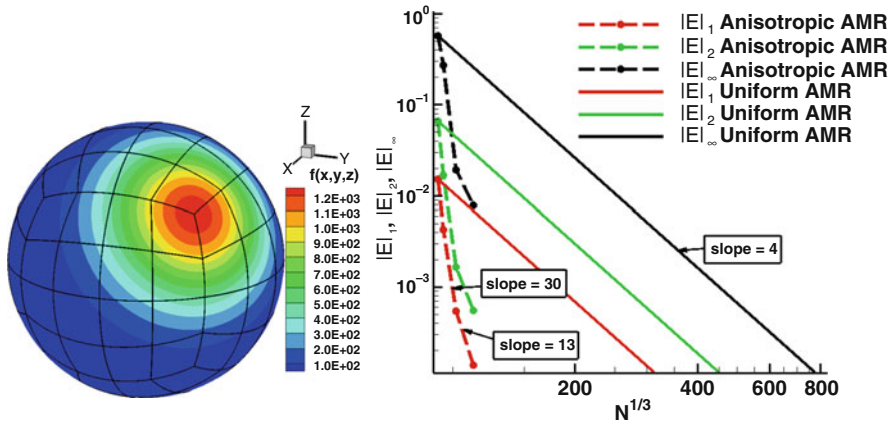 Z
X
Y
f(x,y,z)
1.2E+03
1.1E+03
1.0E+03
9.0E+02
8.0E+02
7.0E+02
6.0E+02
5.0E+02
4.0E+02
3.0E+02
2.0E+02
1.0E+02
|E|₁, |E|₂, |E|∞
10⁰
10⁻¹
10⁻²
10⁻³
|E|₁ Anisotropic AMR
|E|₂ Anisotropic AMR
|E|∞ Anisotropic AMR
|E|₁ Uniform AMR
|E|₂ Uniform AMR
|E|∞ Uniform AMR
slope = 4
slope = 30
slope = 13
200 400 600 800
N¹/³